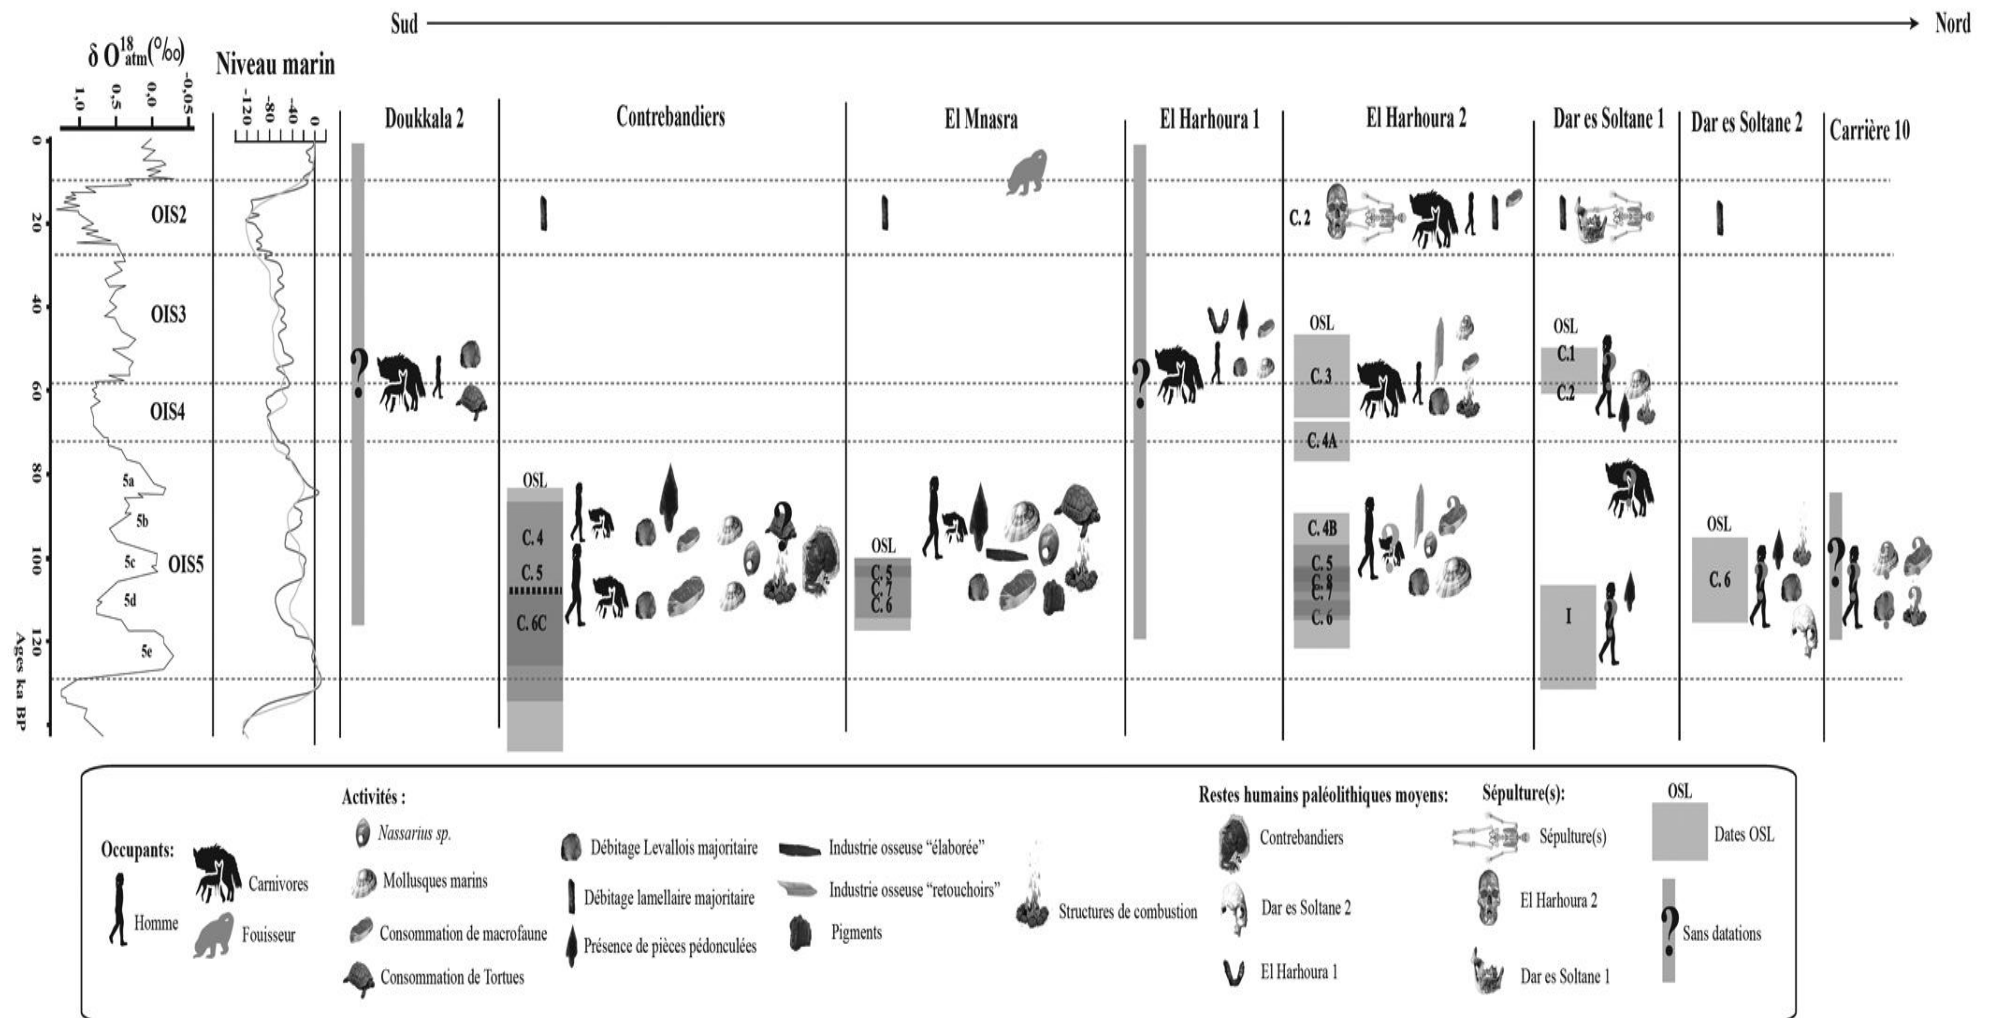 Sud
Nord
δ O18atm(‰)
Niveau marin
1,0
0,5
0,0
-0,05
-120
-80
-40
0
Doukkala 2
Contrebandiers
El Mnasra
El Harhoura 1
El Harhoura 2
Dar es Soltane 1
Dar es Soltane 2
Carrière 10
0
20
40
60
80
100
120
Ages ka BP
OIS2
OIS3
OIS4
OIS5
5a
5b
5c
5d
5e
?
OSL
C. 4
C. 5
C. 6C
?
OSL
C. 5
C. 7
C. 6
?
C. 2
OSL
C. 3
C. 4A
C. 4B
C. 5
C. 8
C. 7
C. 6
?
?
OSL
C.1
C.2
?
?
I
?
OSL
C. 6
?
?
?
?
?
?
?
?
Occupants:
Homme
Carnivores
Fouisseur
Activités :
Nassarius sp.
Mollusques marins
Consommation de macrofaune
Consommation de Tortues
Débitage Levallois majoritaire
Débitage lamellaire majoritaire
Présence de pièces pédonculées
Industrie osseuse “élaborée”
Industrie osseuse “retouchoirs”
Pigments
Structures de combustion
Restes humains paléolithiques moyens:
Contrebandiers
Dar es Soltane 2
El Harhoura 1
Sépulture(s):
Sépulture(s)
El Harhoura 2
Dar es Soltane 1
OSL
Dates OSL
?
Sans datations